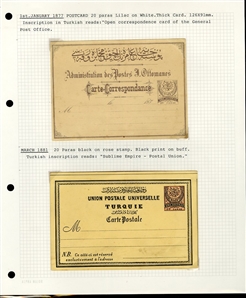 1st.JANUARY 1877 POSTCARD 20 paras lilac on White.Thick Card. 122X91mm.
Inscription in Turkish reads:"Open correspondence card of the General
Post Office.
Administration des Postes I. Ottomanes
Carte-Correspondance
M
MARCH 1881 20 Paras black on rose stamp. Black print on buff.
Turkish inscription reads: "Sublime Empire - Postal Union."
UNION POSTALE UNIVERSELLE
TURQUIE
Carte Postale
M
N.B. Ce côté est réservé
exclusivement à l'adresse